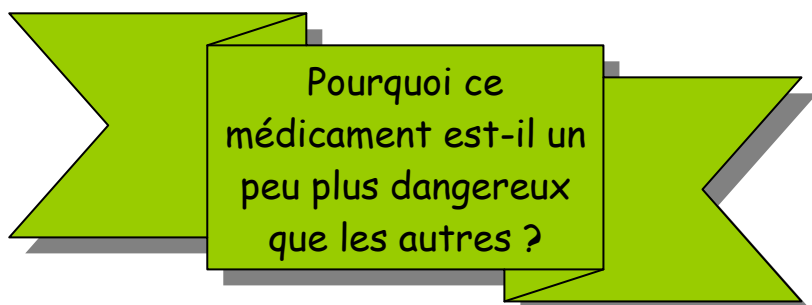 Pourquoi ce
médicament est-il un
peu plus dangereux
que les autres ?